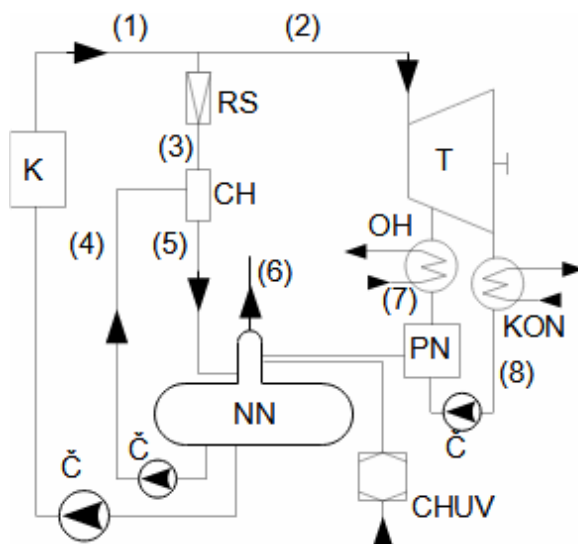 (1)
(2)
RS
K
(3)
T
CH
OH
(4)
(5)
(6)
(7)
KON
PN
(8)
NN
Č
Č
Č
CHUV